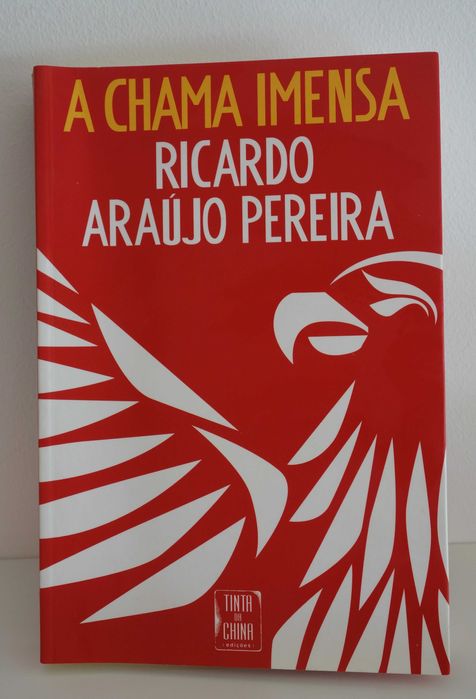 A CHAMA IMENSA
RICARDO
ARAÚJO PEREIRA
TINTA
DA
CHINA
edições